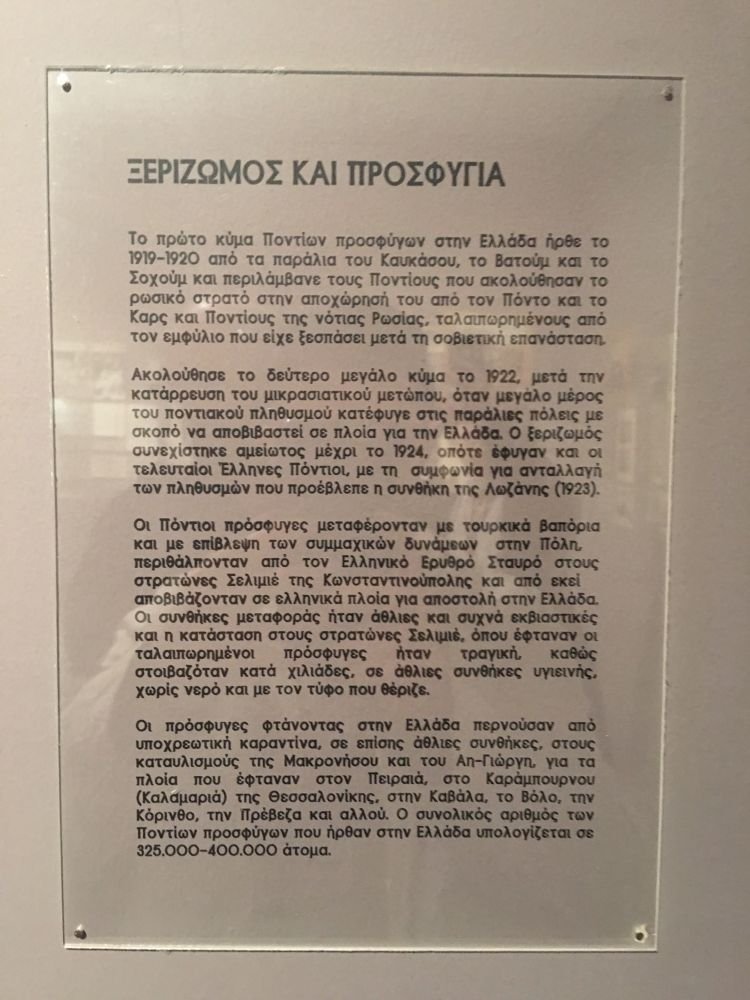 ΞΕΡΙΖΩΜΟΣ ΚΑΙ ΠΡΟΣΦΥΓΙΑ
Το πρώτο κύμα Ποντίων προσφύγων στην Ελλάδα ήρθε το
1919-1920 από τα παράλια του Καυκάσου, το Βατούμ και το
Σοχούμ και περιλάμβανε τους Ποντίους που ακολούθησαν το
ρωσικό στρατό στην αποχώρησή του από τον Πόντο και το
Καρς και Ποντίους της νότιας Ρωσίας, ταλαιπωρημένους από
τον εμφύλιο που είχε ξεσπάσει μετά τη σοβιετική επανάσταση.
Ακολούθησε το δεύτερο μεγάλο κύμα το 1922, μετά την
κατάρρευση του μικρασιατικού μετώπου, όταν μεγάλο μέρος
του ποντιακού πληθυσμού κατέφυγε στις παράλιες πόλεις με
σκοπό να αποβιβαστεί σε πλοία για την Ελλάδα. Ο ξεριζωμός
συνεχίστηκε αμείωτος μέχρι το 1924, οπότε έφυγαν και οι
τελευταίοι Έλληνες Πόντιοι, με τη συμφωνία για ανταλλαγή
των πληθυσμών που προέβλεπε η συνθήκη της Λωζάνης (1923).
Οι Πόντιοι πρόσφυγες μεταφέρονταν με τουρκικά βαπόρια
και με επίβλεψη των συμμαχικών δυνάμεων στην Πόλη,
περιθάλπονταν από τον Ελληνικό Ερυθρό Σταυρό στους
στρατώνες Σελιμιέ της Κωνσταντινούπολης και από εκεί
αποβιβάζονταν σε ελληνικά πλοία για αποστολή στην Ελλάδα.
Οι συνθήκες μεταφοράς ήταν άθλιες και συχνά εκβιαστικές
και η κατάσταση στους στρατώνες Σελιμιέ, όπου έφταναν οι
ταλαιπωρημένοι πρόσφυγες ήταν τραγική, καθώς
στοιβαζόταν κατά χιλιάδες, σε άθλιες συνθήκες υγιεινής,
χωρίς νερό και με τον τύφο που θέριζε.
Οι πρόσφυγες φτάνοντας στην Ελλάδα περνούσαν από
υποχρεωτική καραντίνα, σε επίσης άθλιες συνθήκες, στους
καταυλισμούς της Μακρονήσου και του Αη-Γιώργη, για τα
πλοία που έφταναν στον Πειραιά, στο Καράμπουρνου
(Καλαμαριά) της Θεσσαλονίκης, στην Καβάλα, το Βόλο, την
Κόρινθο, την Πρέβεζα και αλλού. Ο συνολικός αριθμός των
Ποντίων προσφύγων που ήρθαν στην Ελλάδα υπολογίζεται σε
325.000-400.000 άτομα.